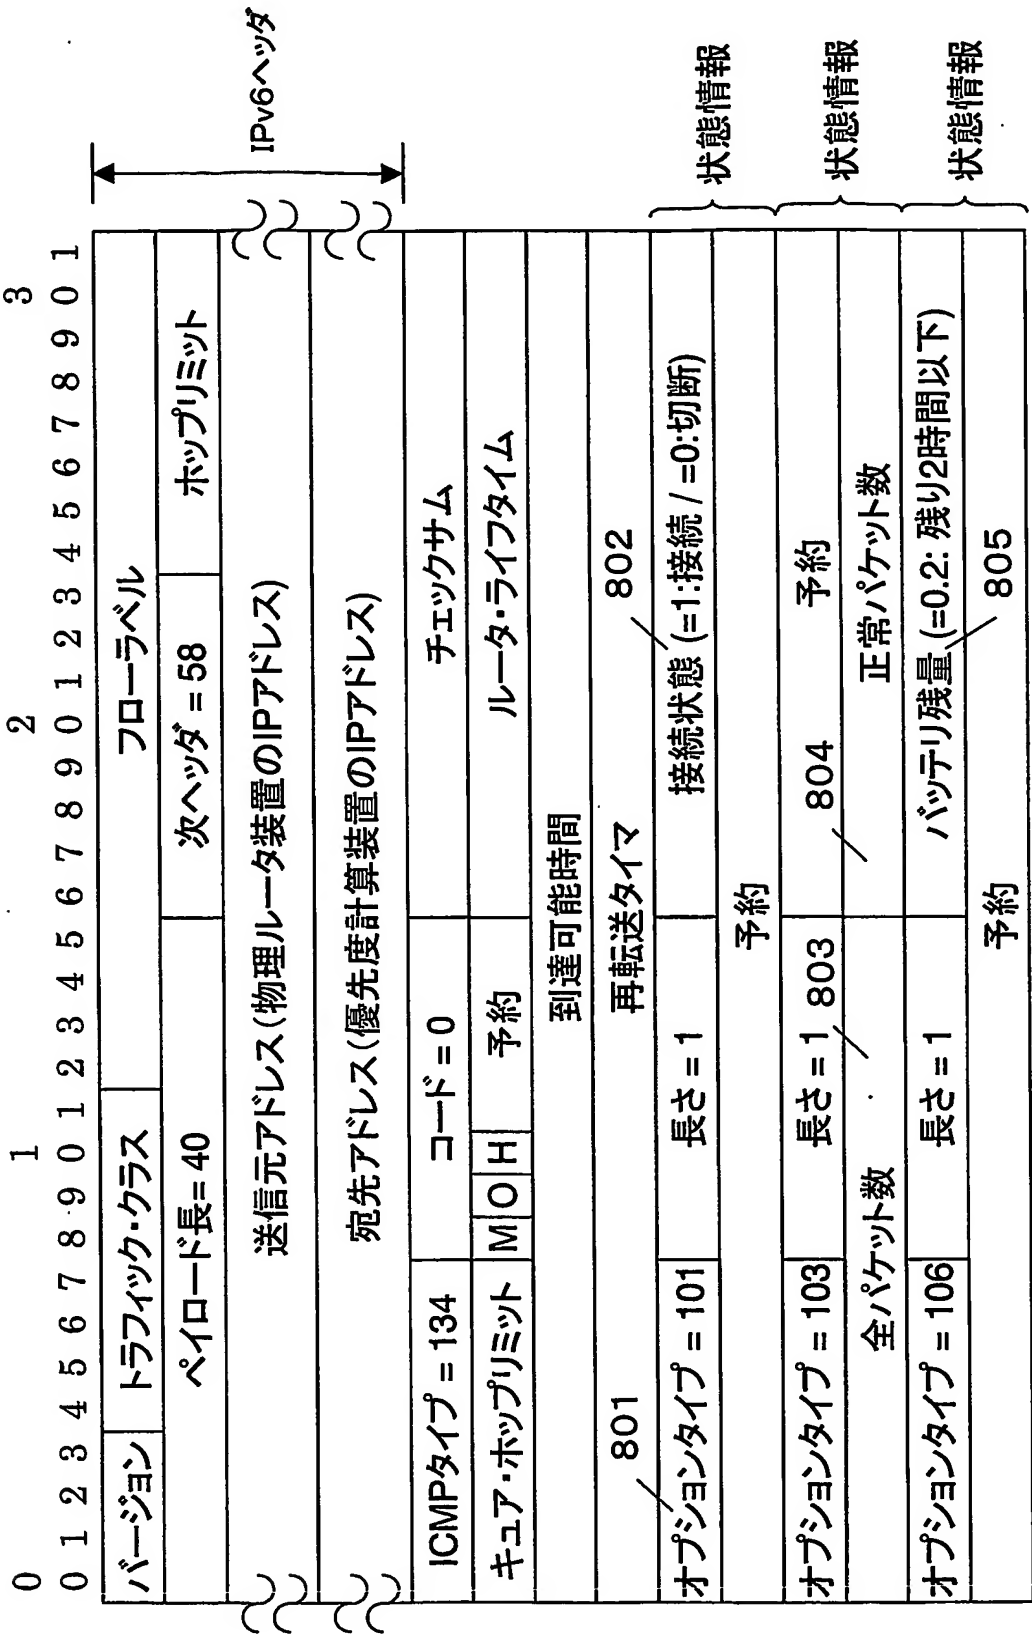 0 1 2 3
0 1 2 3 4 5 6 7 8 9 0 1 2 3 4 5 6 7 8 9 0 1 2 3 4 5 6 7 8 9 0 1
バージョン トラフィック・クラス フローラベル
ペイロード長= 40 次ヘッダ = 58 ホップリミット
送信元アドレス(物理ルータ装置のIPアドレス)
宛先アドレス(優先度計算装置のIPアドレス)
IPv6ヘッダ
ICMPタイプ = 134 コード = 0 チェックサム
キュア・ホップリミット M O H 予約 ルータ・ライフタイム
到達可能時間
再転送タイマ
801 802
オプションタイプ = 101 長さ = 1 接続状態 (=1:接続 / =0:切断)
予約
状態情報
オプションタイプ = 103 長さ = 1 803 804 予約
全パケット数 正常パケット数
状態情報
オプションタイプ = 106 長さ = 1 バッテリ残量 (=0.2: 残り2時間以下)
予約 805
状態情報